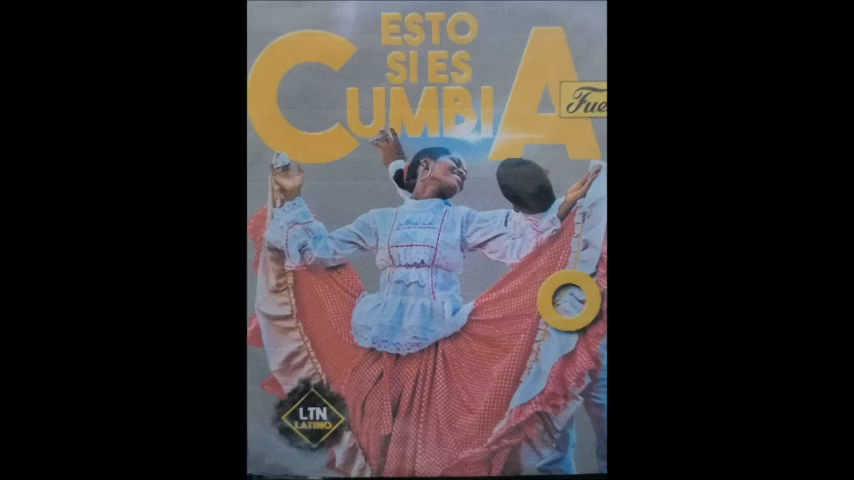 ESTO
SI ES
CUMBIA
Fue
O
LTN
LATINO